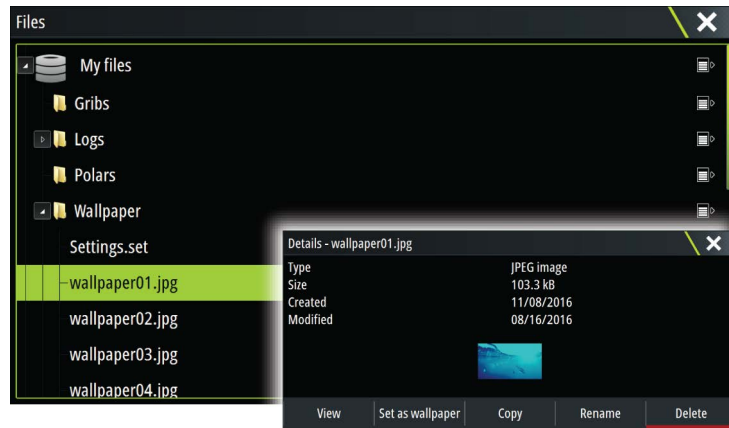 Files
My files
Gribs
Logs
Polars
Wallpaper
Settings.set
wallpaper01.jpg
wallpaper02.jpg
wallpaper03.jpg
wallpaper04.jpg
Details - wallpaper01.jpg
Type JPEG image
Size 103.3 kB
Created 11/08/2016
Modified 08/16/2016
View Set as wallpaper Copy Rename Delete